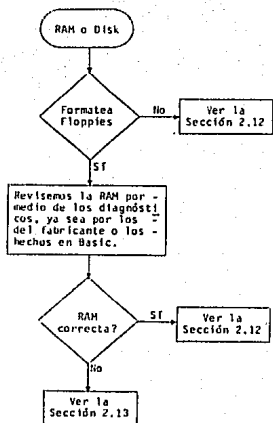 RAM o Disk
Formatea
Floppies
No
Ver la
Sección 2.12
SI
Revisemos la RAM por -
medio de los diagnósti
cos, ya sea por los -
del fabricante o los -
hechos en Basic.
RAM
correcta?
SI
Ver la
Sección 2.12
No
Ver la
Sección 2.13